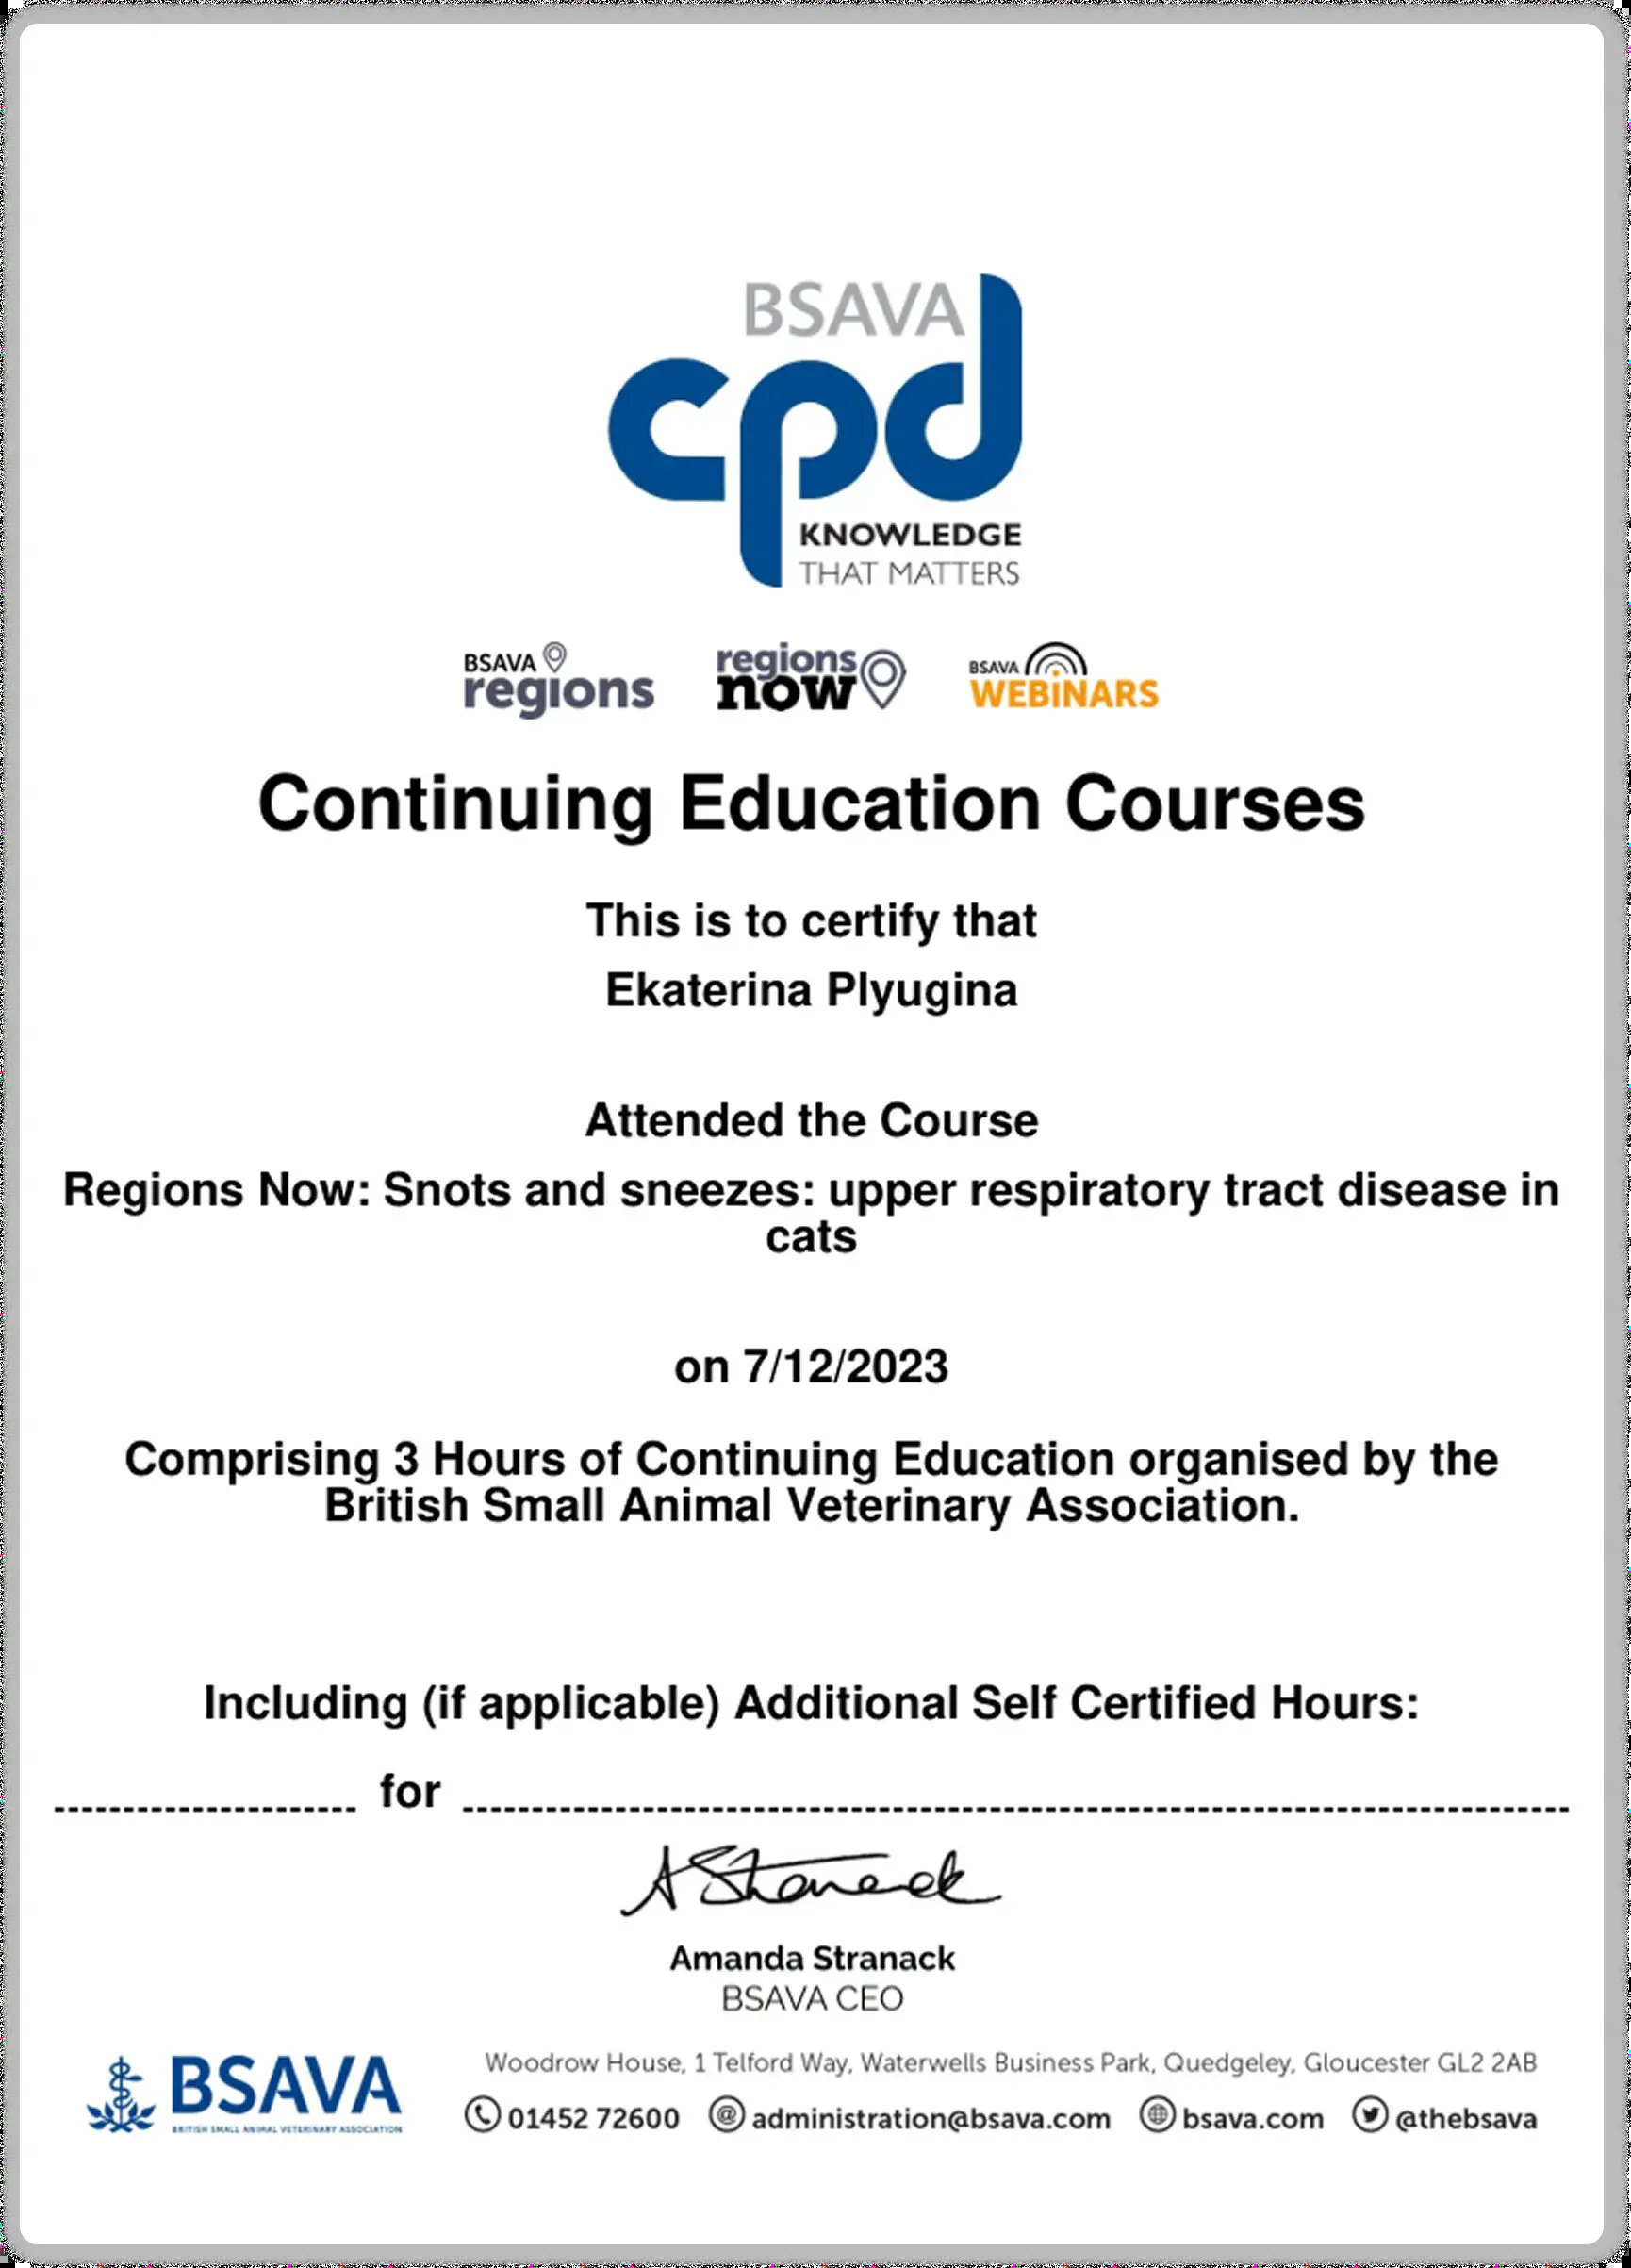 BSAVA
cpd
KNOWLEDGE
THAT MATTERS
BSAVA
regions
regions
now
BSAVA
WEBiNARS
Continuing Education Courses
This is to certify that
Ekaterina Plyugina
Attended the Course
Regions Now: Snots and sneezes: upper respiratory tract disease in
cats
on 7/12/2023
Comprising 3 Hours of Continuing Education organised by the
British Small Animal Veterinary Association.
Including (if applicable) Additional Self Certified Hours:
---------------------- for --------------------------------------------------------------------------------
A Stranack
Amanda Stranack
BSAVA CEO
BSAVA
BRITISH SMALL ANIMAL VETERINARY ASSOCIATION
Woodrow House, 1 Telford Way, Waterwells Business Park, Quedgeley, Gloucester GL2 2AB
01452 72600 @ administration@bsava.com bsava.com @thebsava